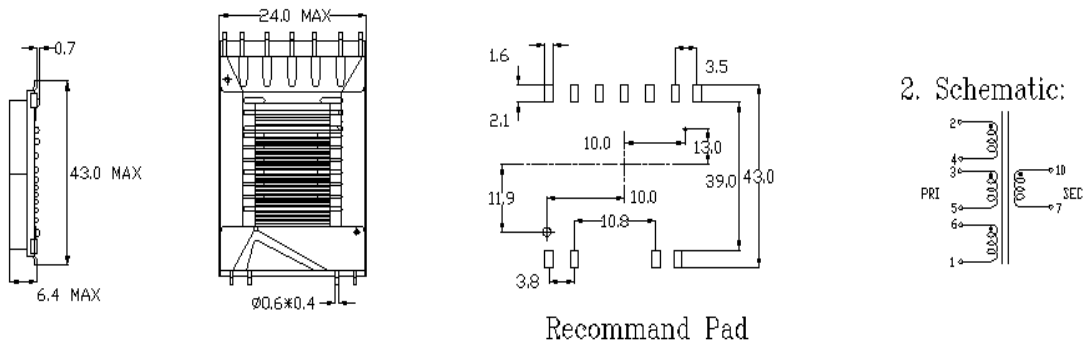 0.7
43.0 MAX
6.4 MAX
24.0 MAX
Ø0.6*0.4
1.6
3.5
2.1
10.0
13.0
39.0
43.0
11.9
10.0
10.8
3.8
Recommand Pad
2. Schematic:
2
4
3
10
PRI
SEC
5
7
6
1